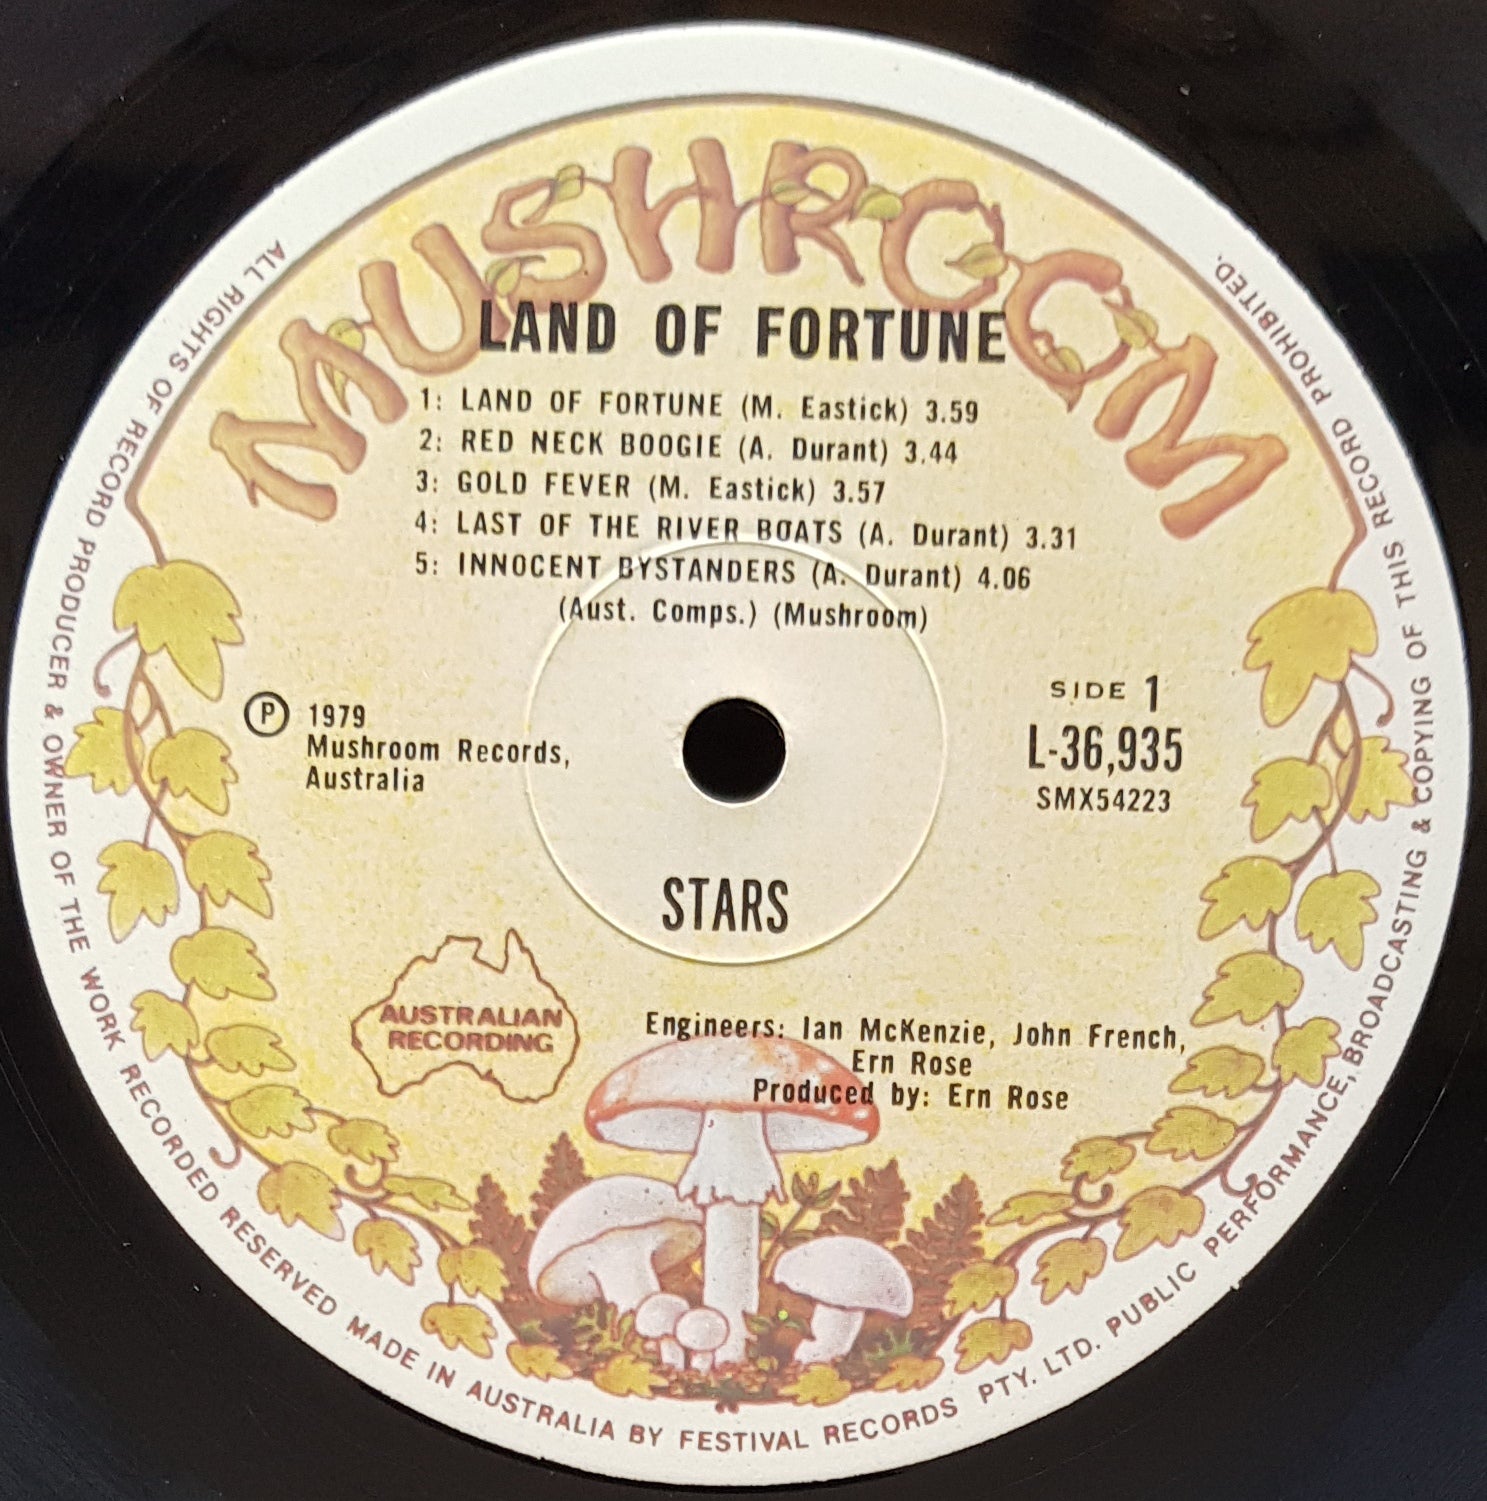 MUSHROOM
LAND OF FORTUNE
1: LAND OF FORTUNE (M. Eastick) 3.59
2: RED NECK BOOGIE (A. Durant) 3.44
3: GOLD FEVER (M. Eastick) 3.57
4: LAST OF THE RIVER BOATS (A. Durant) 3.31
5: INNOCENT BYSTANDERS (A. Durant) 4.06
(Aust. Comps.) (Mushroom)
Ⓟ 1979
Mushroom Records,
Australia
SIDE 1
L-36,935
SMX54223
STARS
AUSTRALIAN
RECORDING
Engineers: Ian McKenzie, John French,
Ern Rose
Produced by: Ern Rose
ALL RIGHTS OF RECORD PRODUCER & OWNER OF THE WORK RECORDED RESERVED MADE IN AUSTRALIA BY FESTIVAL RECORDS PTY. LTD. PUBLIC PERFORMANCE, BROADCASTING & COPYING OF THIS RECORD PROHIBITED.